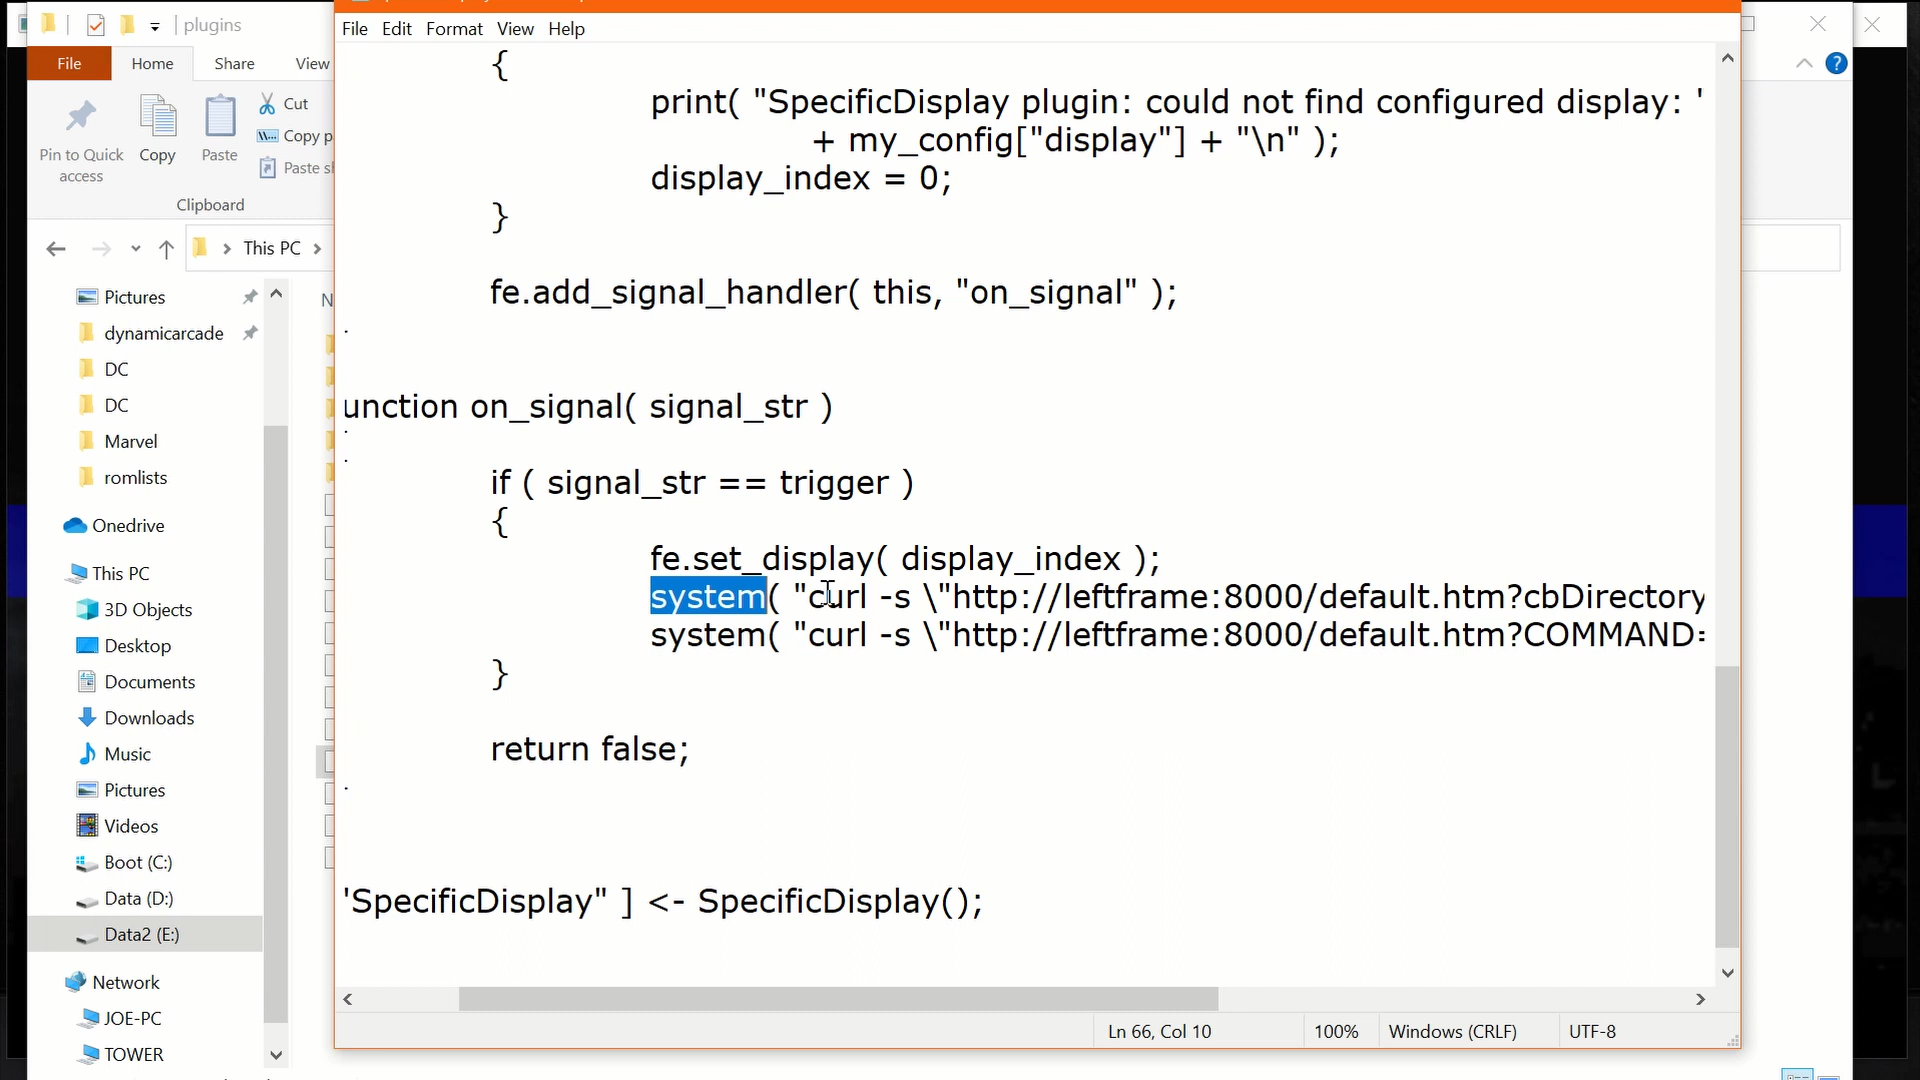 plugins
File
Home
Share
View
Pin to Quick
access
Copy
Paste
Cut
Copy p
Paste sh
Clipboard
This PC
Pictures
dynamicarcade
DC
DC
Marvel
romlists
Onedrive
This PC
3D Objects
Desktop
Documents
Downloads
Music
Pictures
Videos
Boot (C:)
Data (D:)
Data2 (E:)
Network
JOE-PC
TOWER
N
File Edit Format View Help
{
print( "SpecificDisplay plugin: could not find configured display: '
+ my_config["display"] + "\n" );
display_index = 0;
}
fe.add_signal_handler( this, "on_signal" );
unction on_signal( signal_str )
if ( signal_str == trigger )
{
fe.set_display( display_index );
system( "curl -s \"http://leftframe:8000/default.htm?cbDirectory
system( "curl -s \"http://leftframe:8000/default.htm?COMMAND=
}
return false;
'SpecificDisplay" ] <- SpecificDisplay();
Ln 66, Col 10
100%
Windows (CRLF)
UTF-8